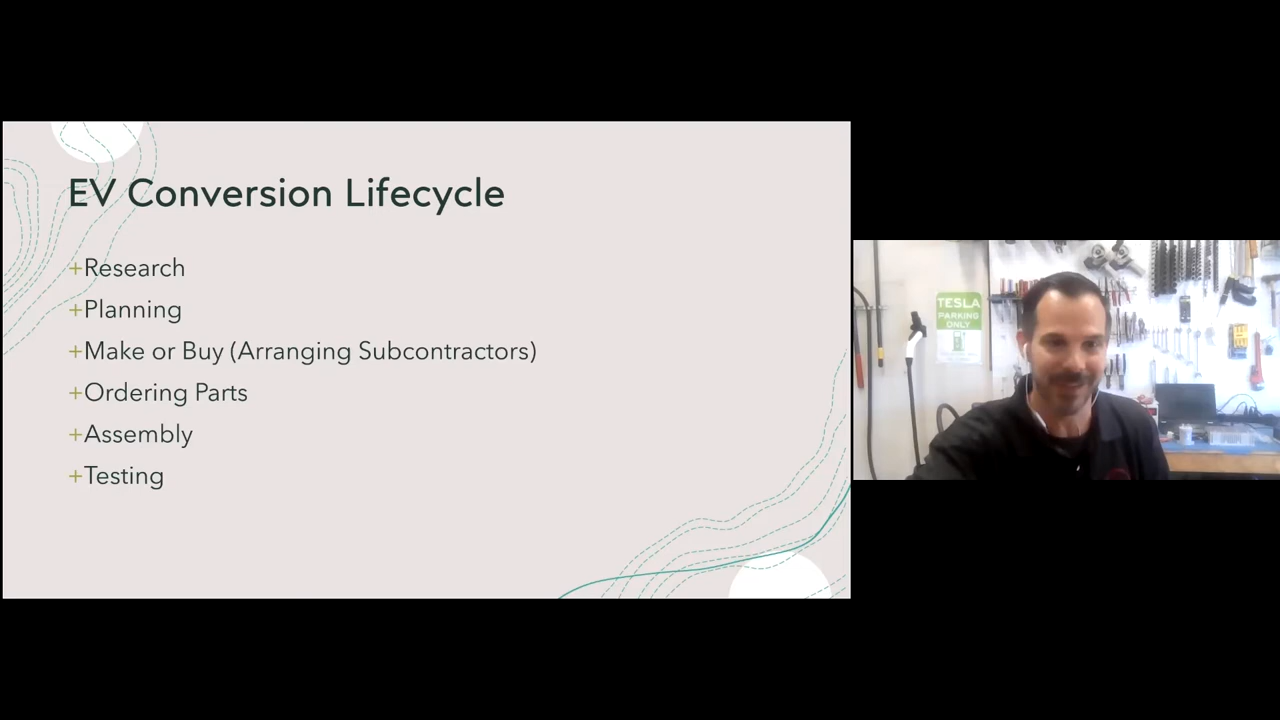 EV Conversion Lifecycle
+Research
+Planning
+Make or Buy (Arranging Subcontractors)
+Ordering Parts
+Assembly
+Testing
TESLA
PARKING
ONLY